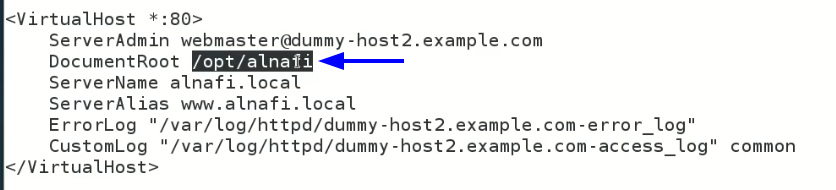 <VirtualHost *:80>
    ServerAdmin webmaster@dummy-host2.example.com
    DocumentRoot /opt/alnafi
    ServerName alnafi.local
    ServerAlias www.alnafi.local
    ErrorLog "/var/log/httpd/dummy-host2.example.com-error_log"
    CustomLog "/var/log/httpd/dummy-host2.example.com-access_log" common
</VirtualHost>